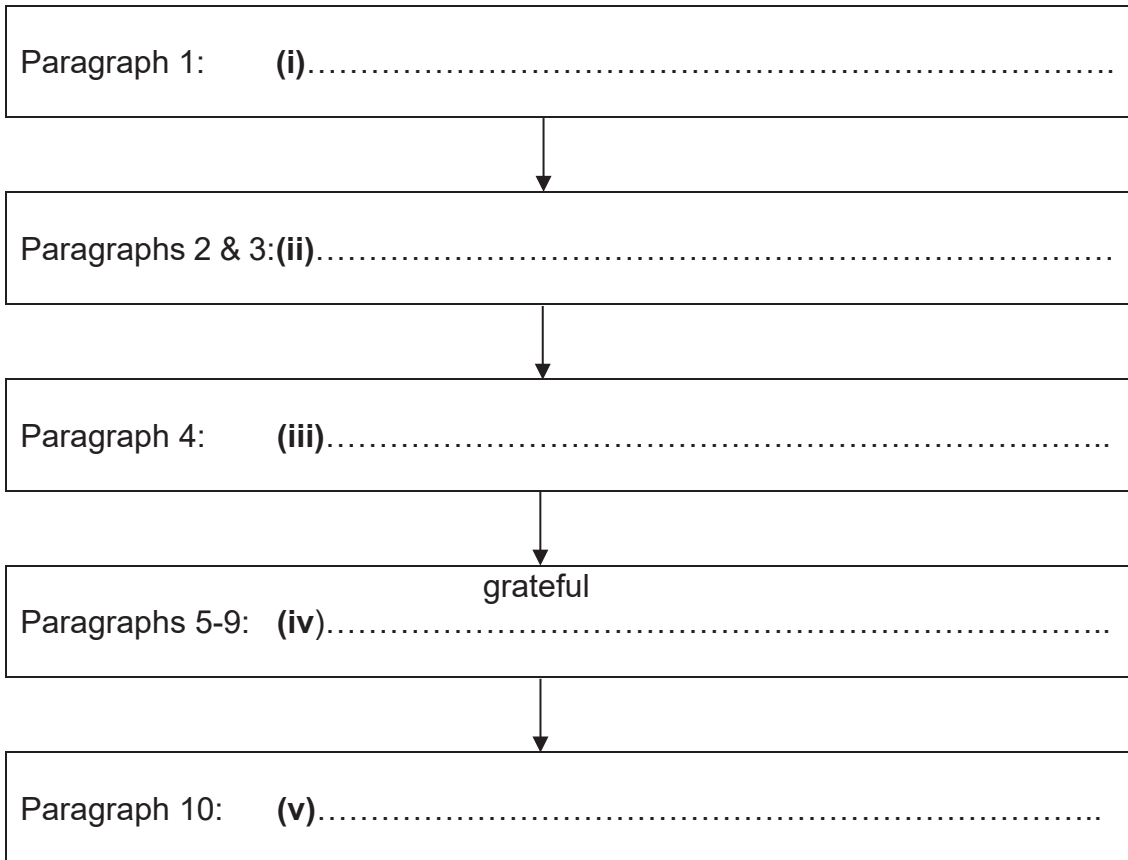 Paragraph 1: (i)……………………………………………………………………….
Paragraphs 2 & 3:(ii)………………………………………………………………………
Paragraph 4: (iii)……………………………………………………………………..
grateful
Paragraphs 5-9: (iv)……………………………………………………………………..
Paragraph 10: (v)……………………………………………………………………..